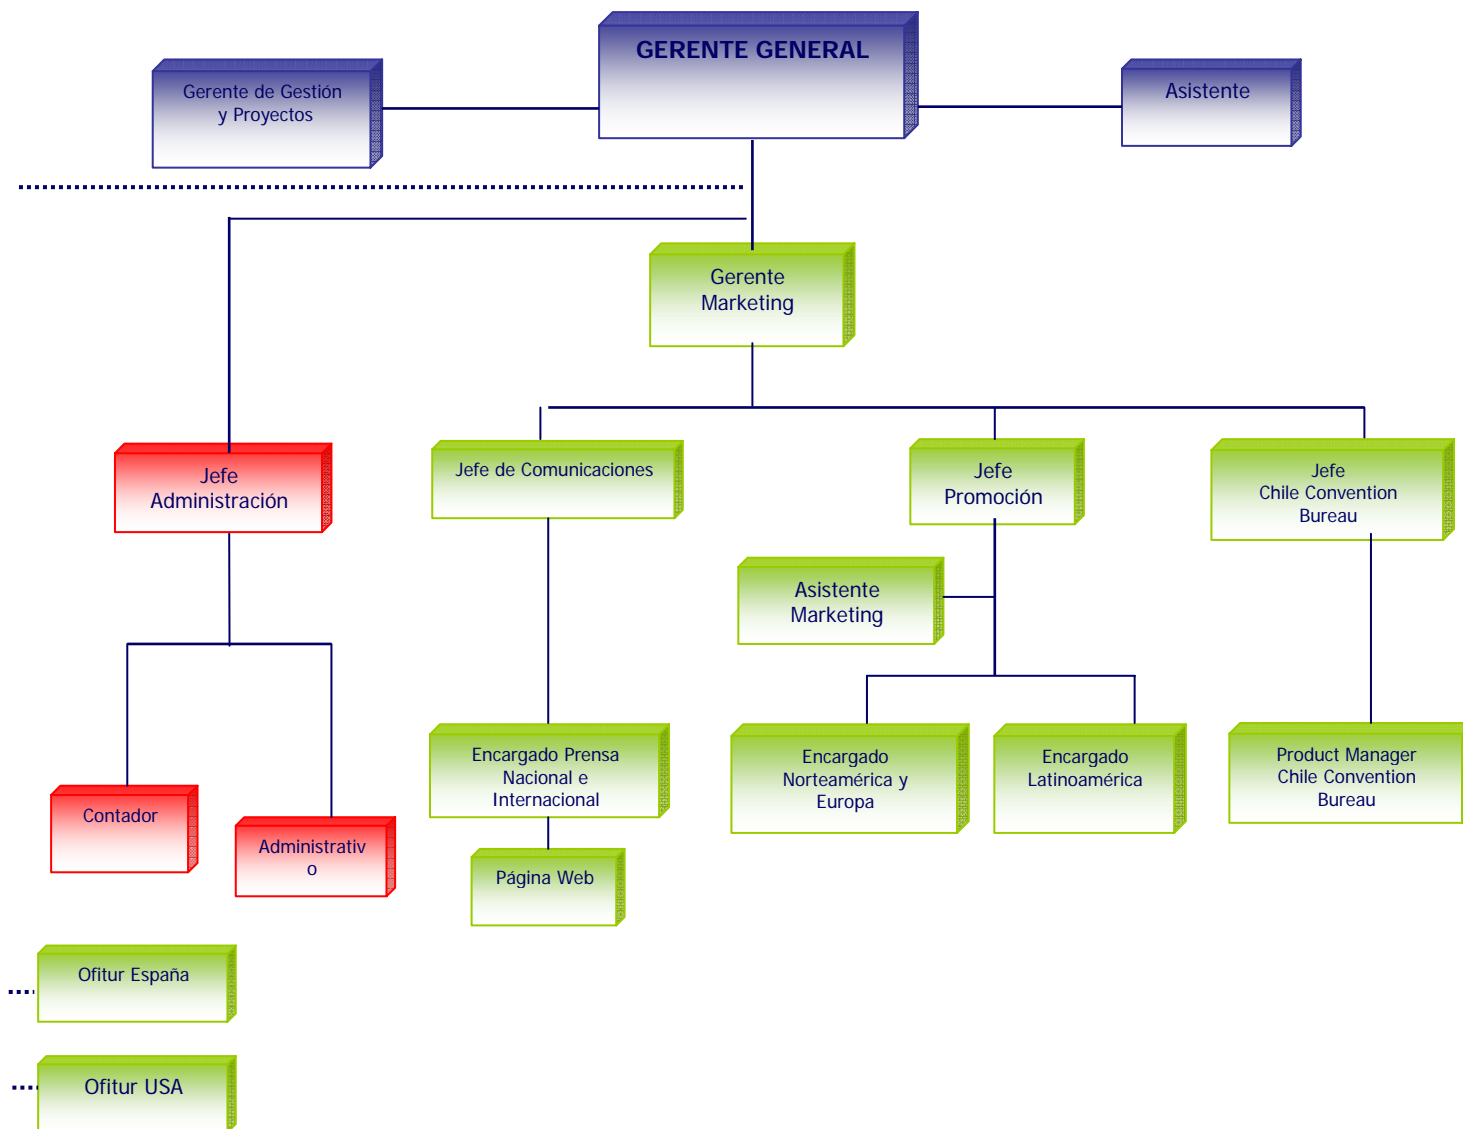 GERENTE GENERAL
Gerente de Gestión
y Proyectos
Asistente
Gerente
Marketing
Jefe
Administración
Jefe de Comunicaciones
Jefe
Promoción
Jefe
Chile Convention
Bureau
Asistente
Marketing
Encargado Prensa
Nacional e
Internacional
Encargado
Norteamérica y
Europa
Encargado
Latinoamérica
Product Manager
Chile Convention
Bureau
Contador
Administrativ
o
Página Web
Ofitur España
Ofitur USA